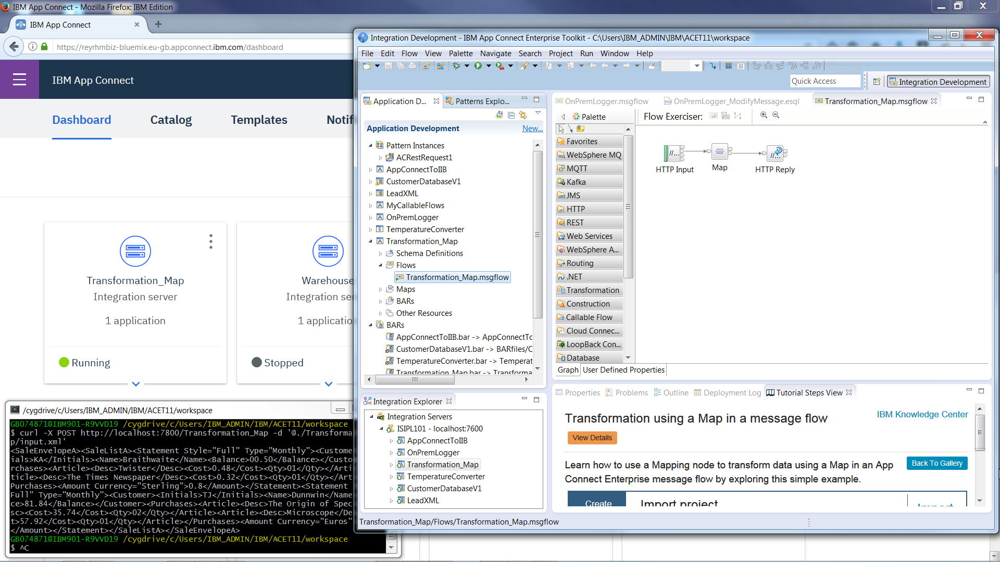 IBM App Connect - Mozilla Firefox: IBM Edition
IBM App Connect
https://reyrhmbiz-bluemix.eu-gb.appconnect.ibm.com/dashboard
IBM App Connect
Dashboard
Catalog
Templates
Notif
Transformation_Map
Integration server
1 application
Running
Warehouse
Integration se
1 applicatio
Stopped
/cygdrive/c/Users/IBM_ADMIN/IBM/ACET11/workspace
GB074871@IBM901-R9VVD19 /cygdrive/c/Users/IBM_ADMIN/IBM/ACET11/workspace
$ curl -X POST http://localhost:7800/Transformation_Map -d '@./Transforma
p/input.xml'
<SaleEnvelopeA><SaleListA><Statement Style="Full" Type="Monthly"><Custome
ials>KA</Initials><Name>Braithwaite</Name><Balance>00.50</Balance></Custo
rchases><Article><Desc>Twister</Desc><Cost>0.48</Cost><Qty>01</Qty></Arti
ticle><Desc>The Times Newspaper</Desc><Cost>0.32</Cost><Qty>01</Qty></Art
Purchases><Amount Currency="Sterling">0.8</Amount></Statement><Statement
Full" Type="Monthly"><Customer><Initials>TJ</Initials><Name>Dunnwin</Name
ce>81.84</Balance></Customer><Purchases><Article><Desc>The Origin of Spec
sc><Cost>35.74</Cost><Qty>02</Qty></Article><Article><Desc>Microscope</De
t>57.92</Cost><Qty>01</Qty></Article></Purchases><Amount Currency="Euros"
</Amount></Statement></SaleListA></SaleEnvelopeA>
GB074871@IBM901-R9VVD19 /cygdrive/c/Users/IBM_ADMIN/IBM/ACET11/workspace
$ ^C
Integration Development - IBM App Connect Enterprise Toolkit - C:\Users\IBM_ADMIN\IBM\ACET11\workspace
File Edit Flow View Palette Navigate Search Project Run Window Help
Quick Access
Integration Development
Application D...
Patterns Explo...
Application Development
New...
Pattern Instances
ACRestRequest1
AppConnectToIIB
CustomerDatabaseV1
LeadXML
MyCallableFlows
OnPremLogger
TemperatureConverter
Transformation_Map
Schema Definitions
Flows
Transformation_Map.msgflow
Maps
BARs
Other Resources
BARs
AppConnectToIIB.bar -> AppConnectTo
CustomerDatabaseV1.bar -> BARfiles/C
TemperatureConverter.bar -> Temperat
Transformation_Map.bar -> Transforma
Integration Explorer
Integration Servers
ISIPL101 - localhost:7600
AppConnectToIIB
OnPremLogger
Transformation_Map
TemperatureConverter
CustomerDatabaseV1
LeadXML
OnPremLogger.msgflow
OnPremLogger_ModifyMessage.esql
Transformation_Map.msgflow
Palette
Flow Exerciser:
Favorites
WebSphere MQ
MQTT
Kafka
JMS
HTTP
REST
Web Services
WebSphere A...
Routing
.NET
Transformation
Construction
Callable Flow
Cloud Connec...
LoopBack Con...
Database
HTTP Input
Map
HTTP Reply
Graph
User Defined Properties
Properties
Problems
Outline
Deployment Log
Tutorial Steps View
Transformation using a Map in a message flow
IBM Knowledge Center
View Details
Learn how to use a Mapping node to transform data using a Map in an App
Connect Enterprise message flow by exploring this simple example.
Back To Gallery
Create
Import project
Import
Transformation_Map/Flows/Transformation_Map.msgflow